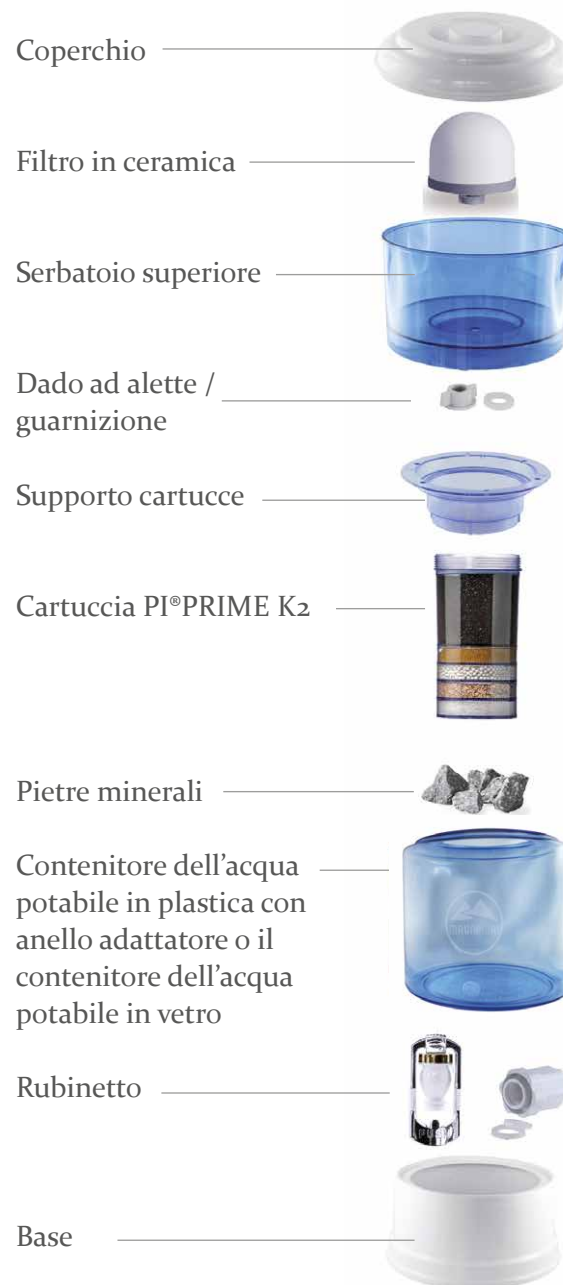 Coperchio
Filtro in ceramica
Serbatoio superiore
Dado ad alette /
guarnizione
Supporto cartucce
Cartuccia PI®PRIME K2
Pietre minerali
Contenitore dell’acqua
potabile in plastica con
anello adattatore o il
contenitore dell’acqua
potabile in vetro
Rubinetto
Base